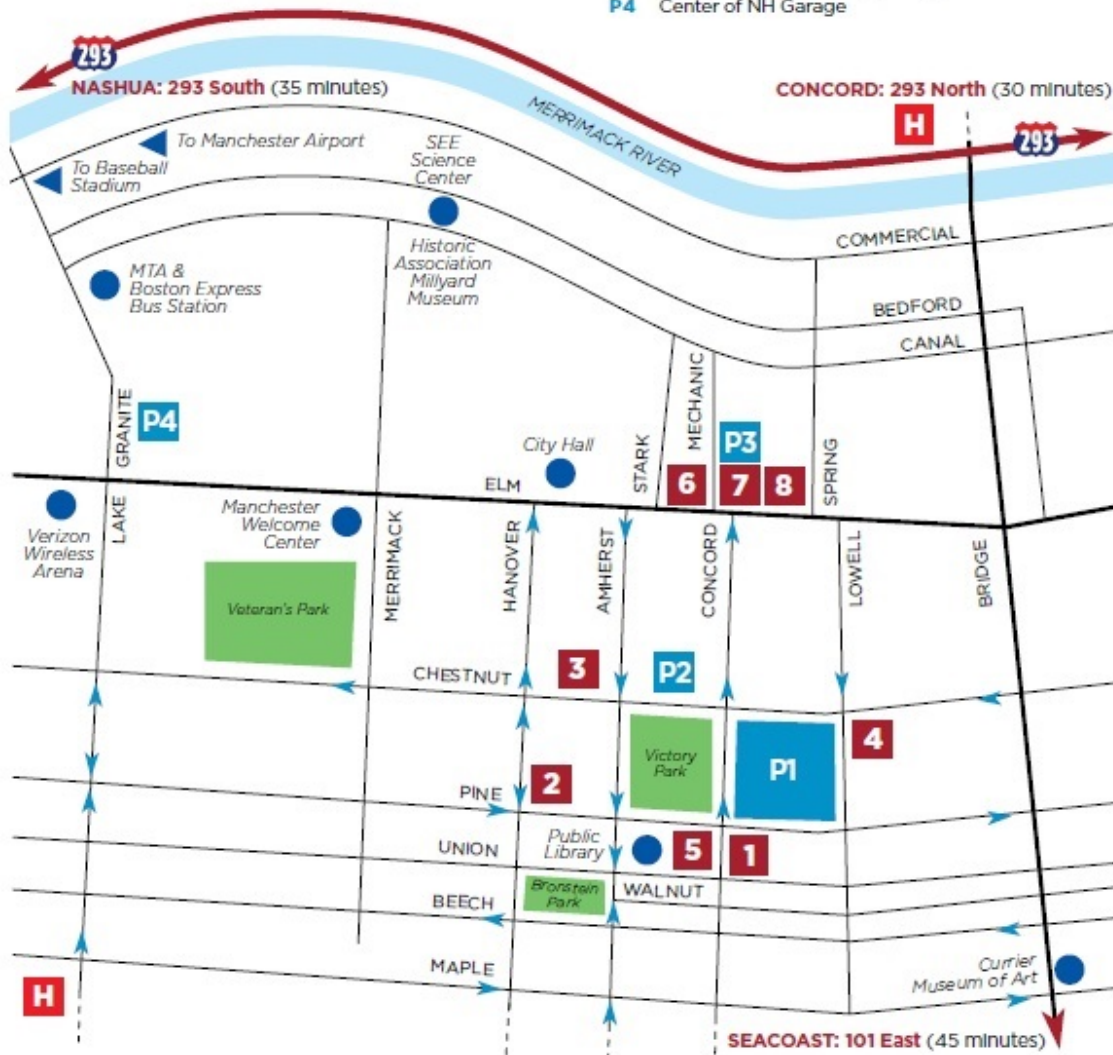 P4 Center of NH Garage
293
NASHUA: 293 South (35 minutes)
CONCORD: 293 North (30 minutes)
H
293
MERRIMACK RIVER
To Manchester Airport
To Baseball
Stadium
SEE
Science
Center
COMMERCIAL
Historic
Association
Millyard
Museum
MTA &
Boston Express
Bus Station
BEDFORD
CANAL
GRANITE
P4
City Hall
STARK
MECHANIC
P3
SPRING
ELM
6
7
8
Verizon
Wireless
Arena
LAKE
Manchester
Welcome
Center
MERRIMACK
HANOVER
AMHERST
CONCORD
LOWELL
BRIDGE
Veteran's Park
CHESTNUT
3
P2
Victory
Park
P1
4
PINE
2
UNION
Public
Library
5
1
Bronstein
Park
WALNUT
BEECH
MAPLE
Currier
Museum of Art
H
SEACOAST: 101 East (45 minutes)